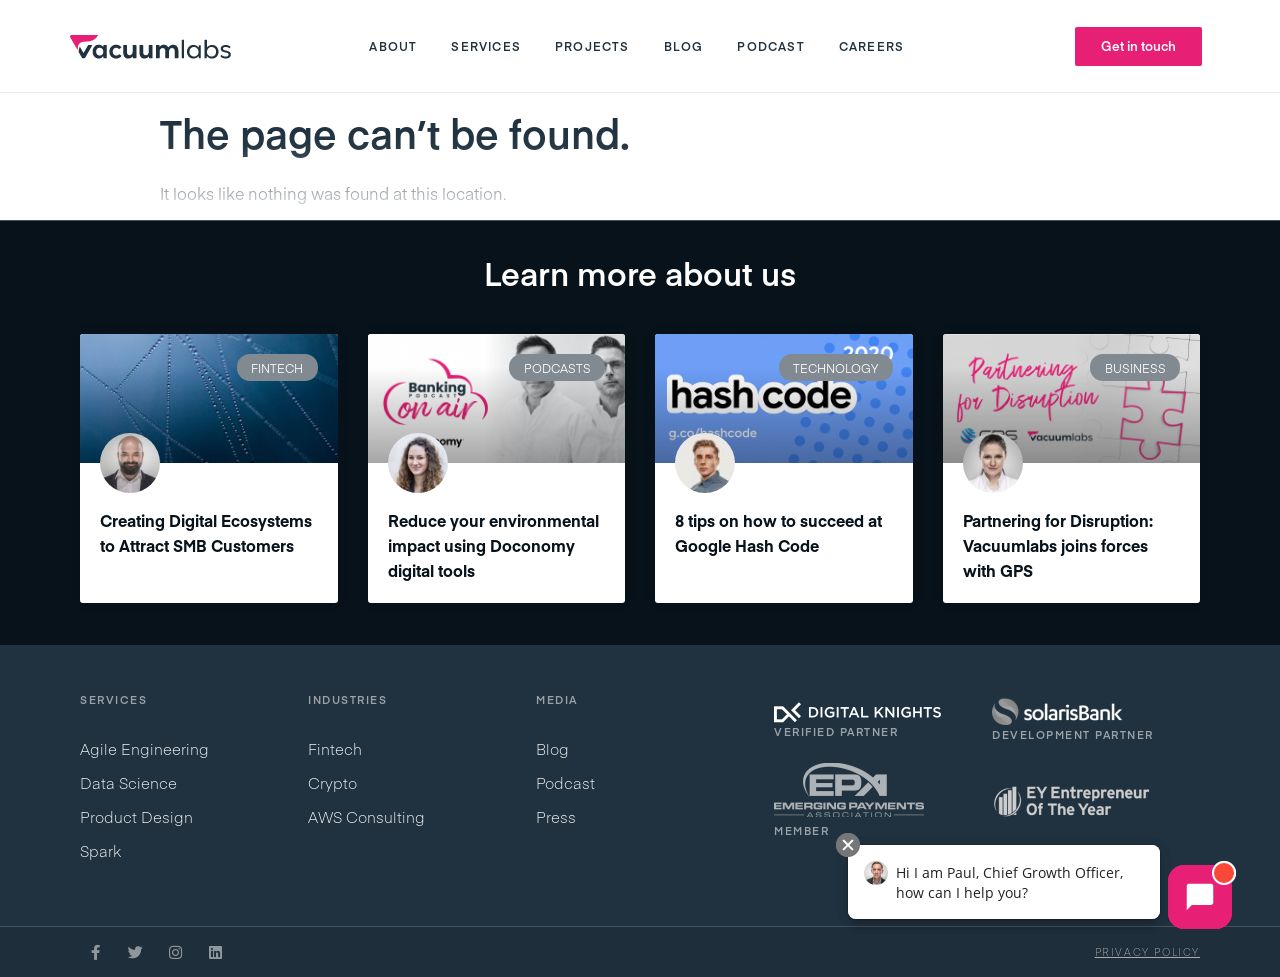 vacuumlabs
ABOUT
SERVICES
PROJECTS
BLOG
PODCAST
CAREERS
Get in touch
The page can’t be found.
It looks like nothing was found at this location.
Learn more about us
FINTECH
Creating Digital Ecosystems
to Attract SMB Customers
PODCASTS
Banking
PODCAST
on air
Reduce your environmental
impact using Doconomy
digital tools
2020
TECHNOLOGY
hash code
g.co/hashcode
8 tips on how to succeed at
Google Hash Code
BUSINESS
Partnering
for Disruption
GPS
vacuumlabs
Partnering for Disruption:
Vacuumlabs joins forces
with GPS
SERVICES
Agile Engineering
Data Science
Product Design
Spark
INDUSTRIES
Fintech
Crypto
AWS Consulting
MEDIA
Blog
Podcast
Press
DIGITAL KNIGHTS
VERIFIED PARTNER
solarisBank
DEVELOPMENT PARTNER
EPA
EMERGING PAYMENTS
ASSOCIATION
MEMBER
EY Entrepreneur
Of The Year
Hi I am Paul, Chief Growth Officer,
how can I help you?
PRIVACY POLICY